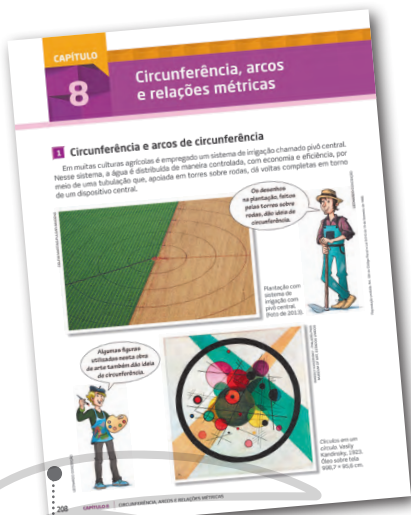 CAPÍTULO
8
Circunferência, arcos
e relações métricas
1 Circunferência e arcos de circunferência
Em muitas culturas agrícolas é empregado um sistema de irrigação chamado pivô central.
Nesse sistema, a água é distribuída de maneira controlada, com economia e eficiência, por
meio de uma tubulação que, apoiada em torres sobre rodas, dá voltas completas em torno
de um dispositivo central.
Os desenhos
na plantação, feitos
pelas torres sobre
rodas, dão ideia de
circunferência.
Plantação com
sistema de
irrigação com
pivô central.
(Foto de 2013).
Algumas figuras
utilizadas nesta obra
de arte também dão ideia
de circunferência.
Círculos em um
círculo. Vasily
Kandinsky, 1923.
Óleo sobre tela
208 CAPÍTULO 8 CIRCUNFERÊNCIA, ARCOS E RELAÇÕES MÉTRICAS